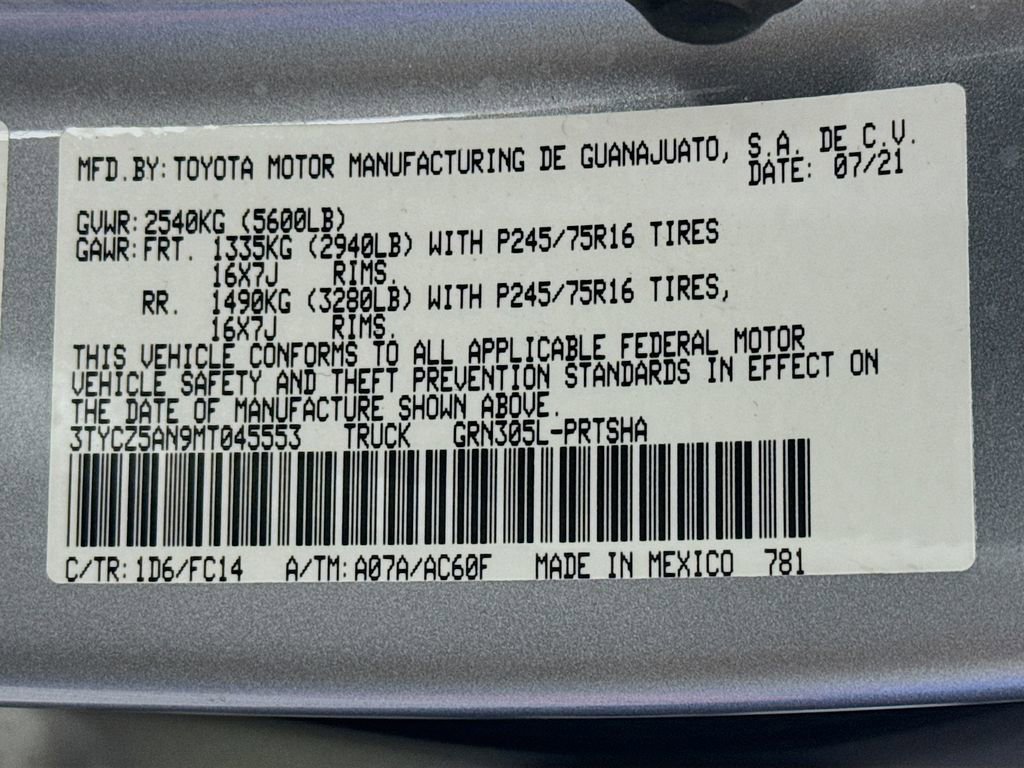 MFD.BY: TOYOTA MOTOR MANUFACTURING DE GUANAJUATO, S.A. DE C.V.
DATE: 07/21
GVWR: 2540KG (5600LB)
GAWR: FRT. 1335KG (2940LB) WITH P245/75R16 TIRES
16X7J RIMS.
RR. 1490KG (3280LB) WITH P245/75R16 TIRES,
16X7J RIMS.
THIS VEHICLE CONFORMS TO ALL APPLICABLE FEDERAL MOTOR
VEHICLE SAFETY AND THEFT PREVENTION STANDARDS IN EFFECT ON
THE DATE OF MANUFACTURE SHOWN ABOVE.
3TYCZ5AN9MT045553 TRUCK GRN305L-PRTSHA
C/TR: 1D6/FC14 A/TM: A07A/AC60F MADE IN MEXICO 781